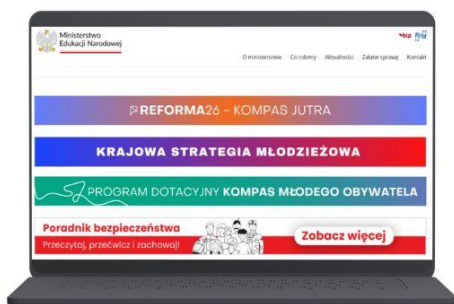 Ministerstwo
Edukacji Narodowej
bip
O ministerstwie Co robimy Aktualności Załatw sprawę Kontakt
REFORMA26 – KOMPAS JUTRA
KRAJOWA STRATEGIA MŁODZIEŻOWA
PROGRAM DOTACYJNY KOMPAS MŁODEGO OBYWATELA
Poradnik bezpieczeństwa
Przeczytaj, przećwicz i zachowaj!
Zobacz więcej